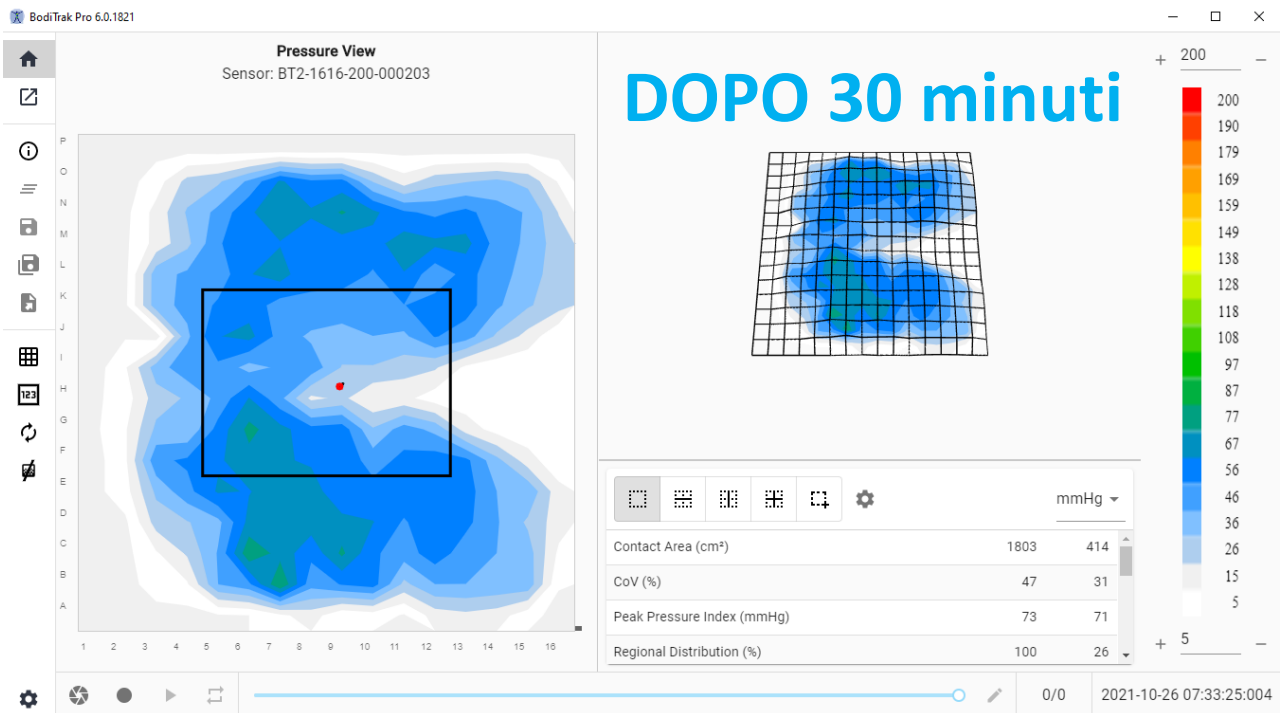 BodiTrak Pro 6.0.1821
Pressure View
Sensor: BT2-1616-200-000203
P
O
N
M
L
K
J
I
H
G
F
E
D
C
B
A
1 2 3 4 5 6 7 8 9 10 11 12 13 14 15 16
123
DOPO 30 minuti
+ 200 −
200
190
179
169
159
149
138
128
118
108
97
87
77
67
56
46
36
26
15
5
+ 5 −
mmHg
Contact Area (cm²) 1803 414
CoV (%) 47 31
Peak Pressure Index (mmHg) 73 71
Regional Distribution (%) 100 26
0/0 2021-10-26 07:33:25:004